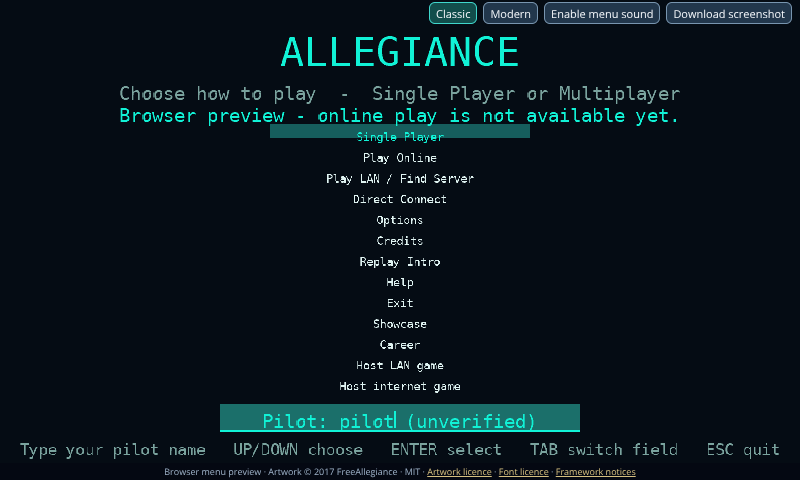 Classic Modern Enable menu sound Download screenshot
ALLEGIANCE
Choose how to play - Single Player or Multiplayer
Browser preview - online play is not available yet.
Single Player
Play Online
Play LAN / Find Server
Direct Connect
Options
Credits
Replay Intro
Help
Exit
Showcase
Career
Host LAN game
Host internet game
Pilot: pilot (unverified)
Type your pilot name UP/DOWN choose ENTER select TAB switch field ESC quit
Browser menu preview · Artwork © 2017 FreeAllegiance · MIT · Artwork licence · Font licence · Framework notices